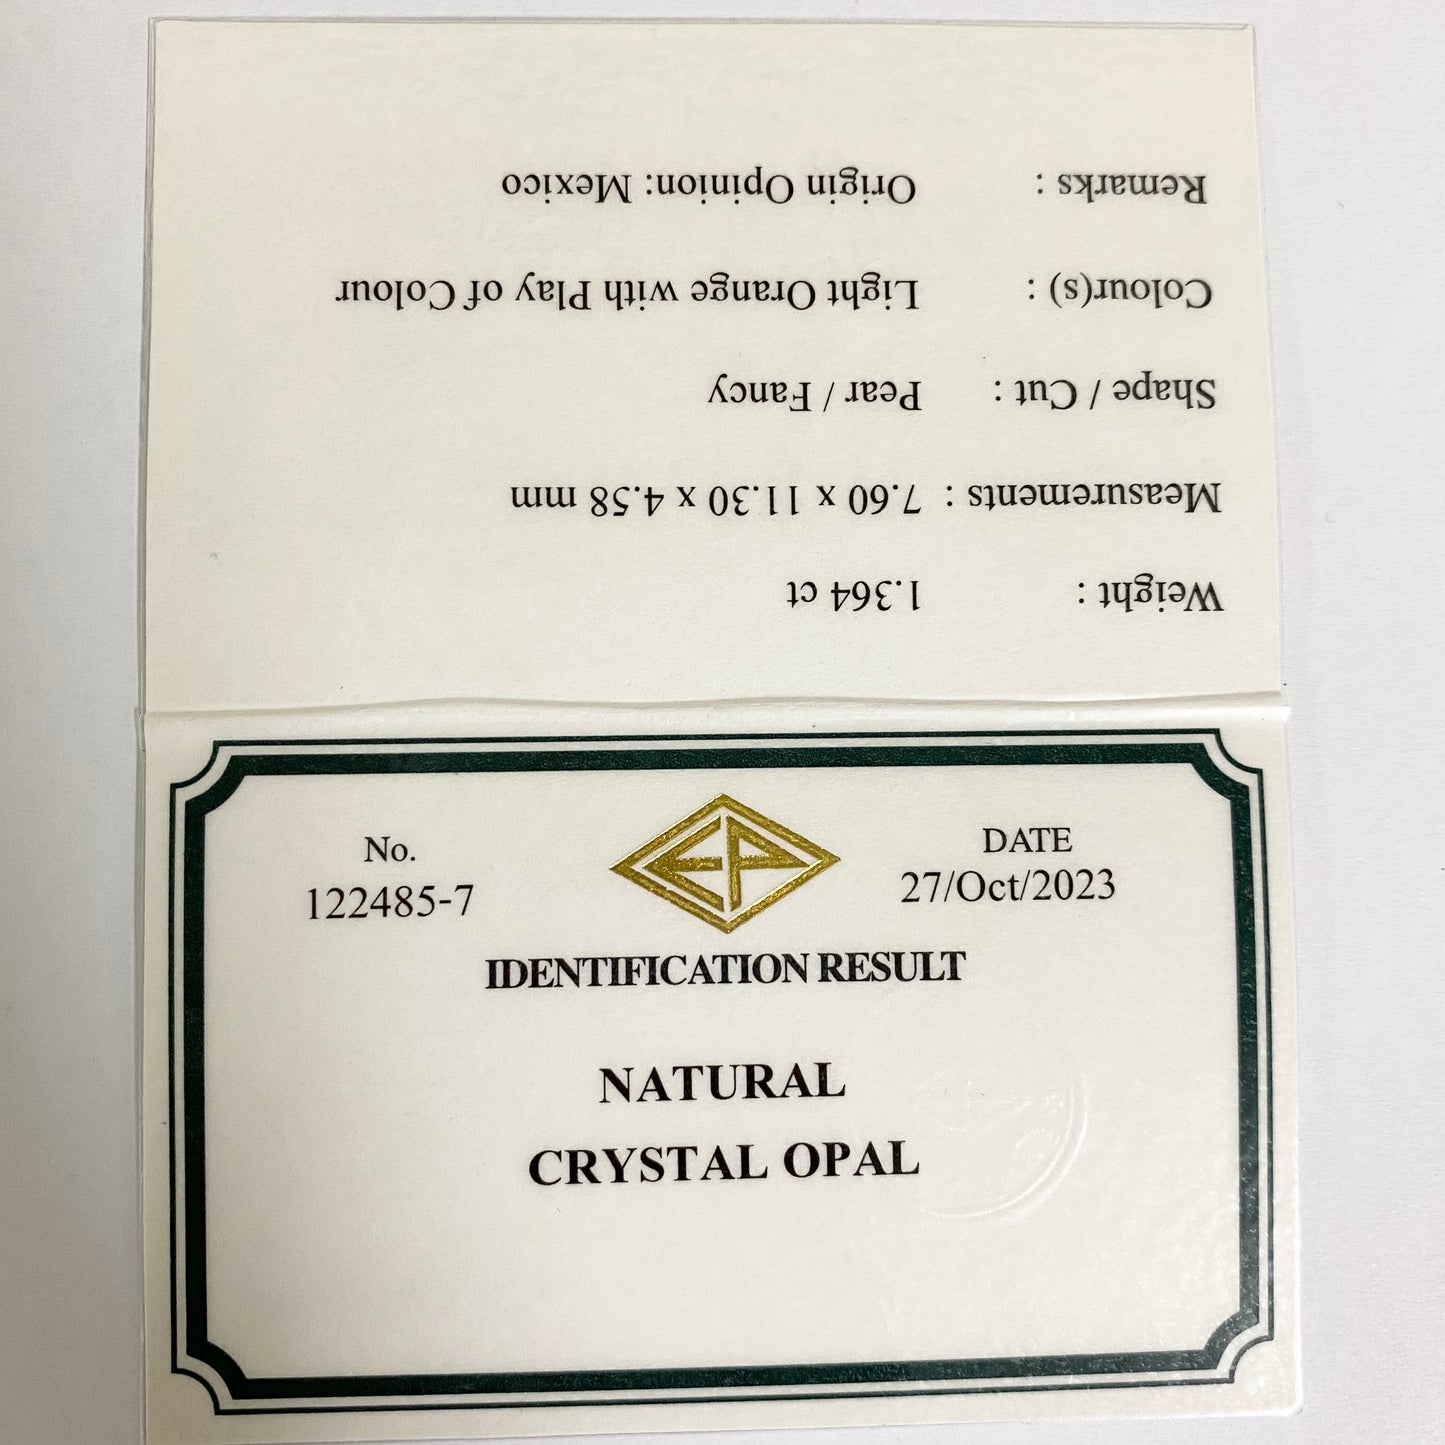 No.
122485-7
EP
DATE
27/Oct/2023
IDENTIFICATION RESULT
NATURAL
CRYSTAL OPAL
Weight : 1.364 ct
Measurements : 7.60 x 11.30 x 4.58 mm
Shape / Cut : Pear / Fancy
Colour(s) : Light Orange with Play of Colour
Remarks : Origin Opinion: Mexico